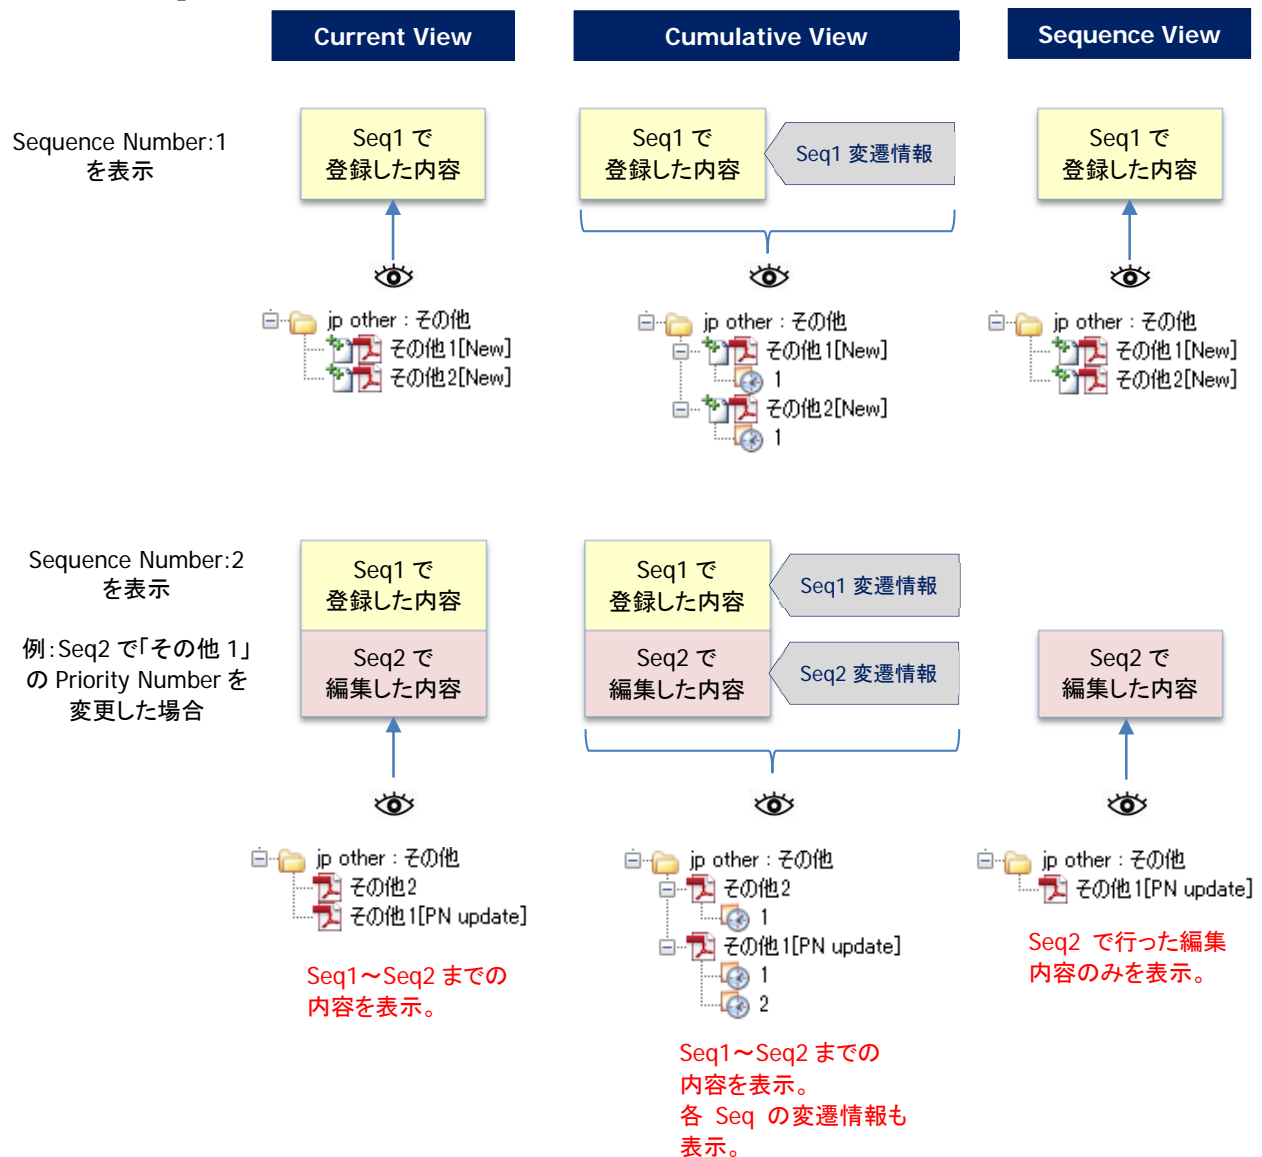 Current View
Cumulative View
Sequence View
Sequence Number:1
を表示
Seq1 で
登録した内容
Seq1 で
登録した内容
Seq1 変遷情報
Seq1 で
登録した内容
jp other : その他
その他1[New]
その他2[New]
jp other : その他
その他1[New]
1
その他2[New]
1
jp other : その他
その他1[New]
その他2[New]
Sequence Number:2
を表示
例：Seq2 で「その他 1」
の Priority Number を
変更した場合
Seq1 で
登録した内容
Seq2 で
編集した内容
Seq1 で
登録した内容
Seq1 変遷情報
Seq2 で
編集した内容
Seq2 変遷情報
Seq2 で
編集した内容
jp other : その他
その他2
その他1[PN update]
Seq1～Seq2 までの
内容を表示。
jp other : その他
その他2
1
その他1[PN update]
1
2
Seq1～Seq2 までの
内容を表示。
各 Seq の変遷情報も
表示。
jp other : その他
その他1[PN update]
Seq2 で行った編集
内容のみを表示。